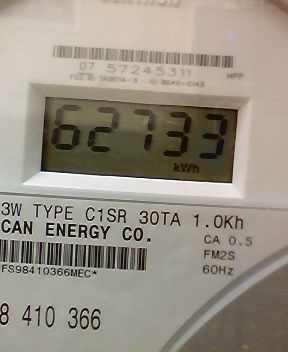 07 57245311 HPP
62733
kWh
3W TYPE C1SR 30TA 1.0Kh
CAN ENERGY CO. CA 0.5
FM2S
*FS98410366MEC* 60Hz
8 410 366